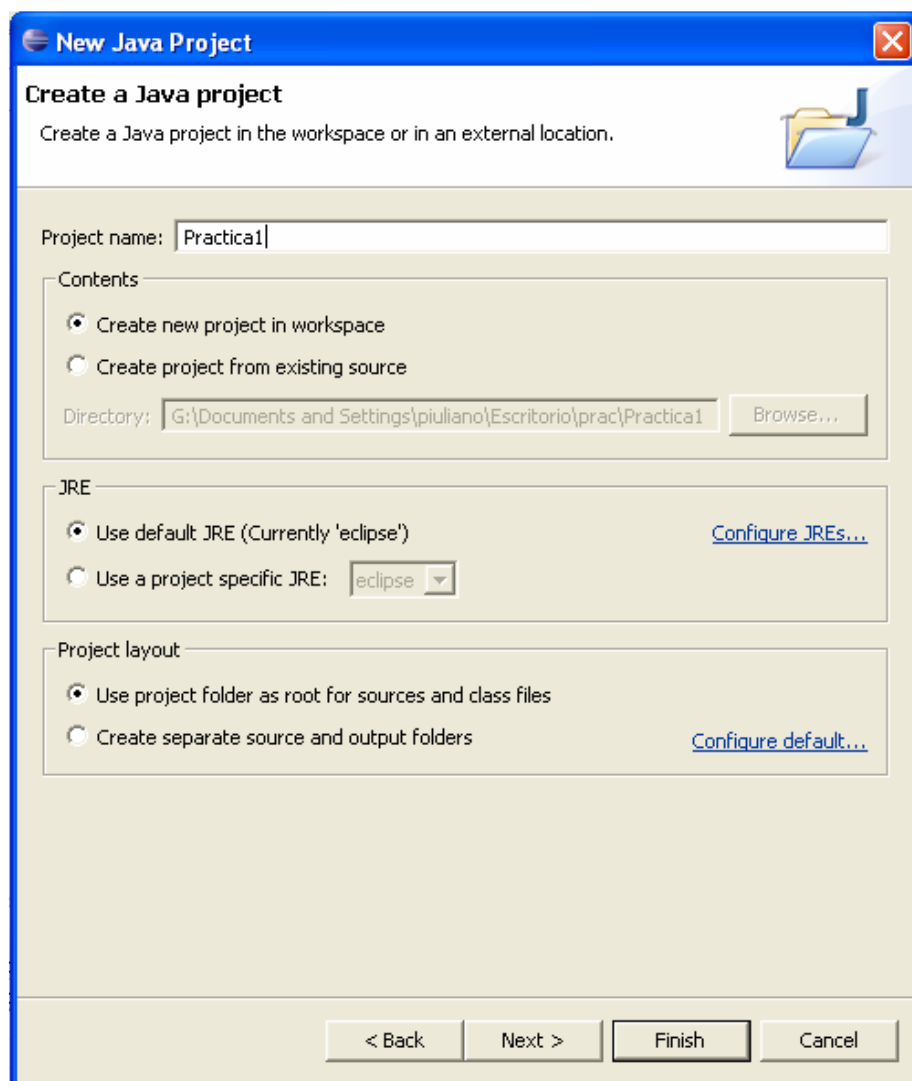 New Java Project
Create a Java project
Create a Java project in the workspace or in an external location.
Project name: Practica1
Contents
Create new project in workspace
Create project from existing source
Directory: G:\Documents and Settings\piuliano\Escritorio\prac\Practica1 Browse...
JRE
Use default JRE (Currently 'eclipse') Configure JREs...
Use a project specific JRE: eclipse
Project layout
Use project folder as root for sources and class files
Create separate source and output folders Configure default...
< Back Next > Finish Cancel